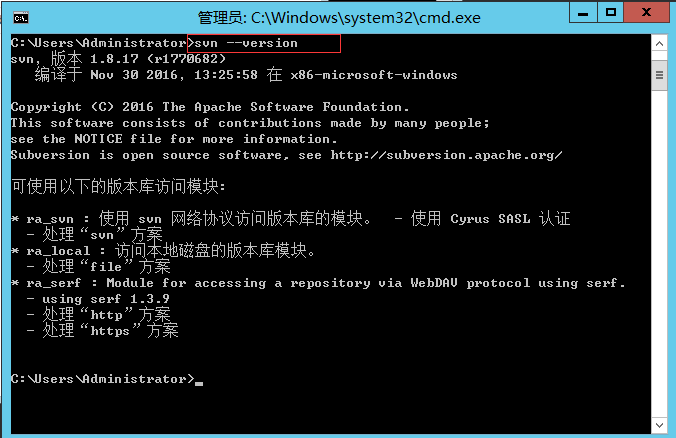 管理员: C:\Windows\system32\cmd.exe
C:\Users\Administrator>svn --version
svn, 版本 1.8.17 (r1770682)
   编译于 Nov 30 2016, 13:25:58 在 x86-microsoft-windows
Copyright (C) 2016 The Apache Software Foundation.
This software consists of contributions made by many people;
see the NOTICE file for more information.
Subversion is open source software, see http://subversion.apache.org/
可使用以下的版本库访问模块:
* ra_svn : 使用 svn 网络协议访问版本库的模块。  - 使用 Cyrus SASL 认证
  - 处理“svn”方案
* ra_local : 访问本地磁盘的版本库模块。
  - 处理“file”方案
* ra_serf : Module for accessing a repository via WebDAV protocol using serf.
  - using serf 1.3.9
  - 处理“http”方案
  - 处理“https”方案
C:\Users\Administrator>